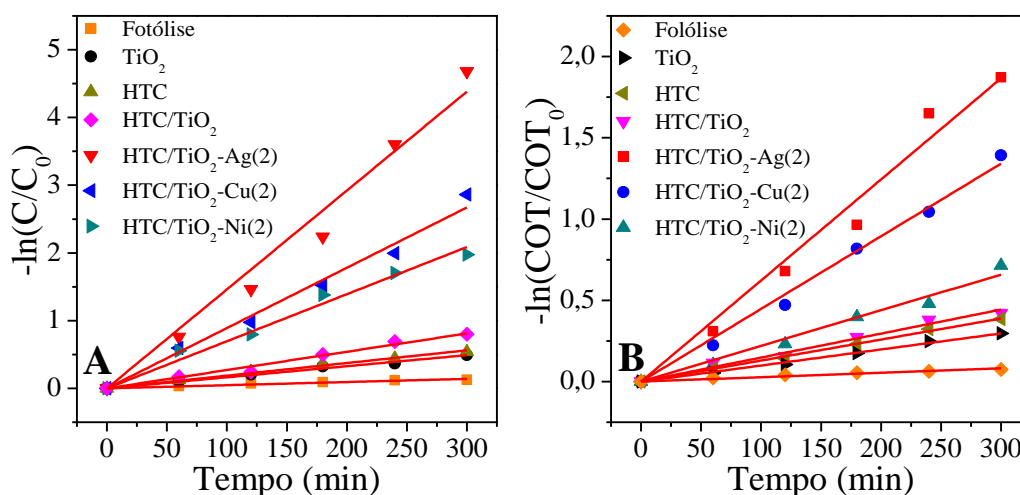 -ln(C/C₀)
5
4
3
2
1
0
Fotólise
TiO₂
HTC
HTC/TiO₂
HTC/TiO₂-Ag(2)
HTC/TiO₂-Cu(2)
HTC/TiO₂-Ni(2)
A
0 50 100 150 200 250 300
Tempo (min)
-ln(COT/COT₀)
2,0
1,5
1,0
0,5
0,0
Folólise
TiO₂
HTC
HTC/TiO₂
HTC/TiO₂-Ag(2)
HTC/TiO₂-Cu(2)
HTC/TiO₂-Ni(2)
B
0 50 100 150 200 250 300
Tempo (min)